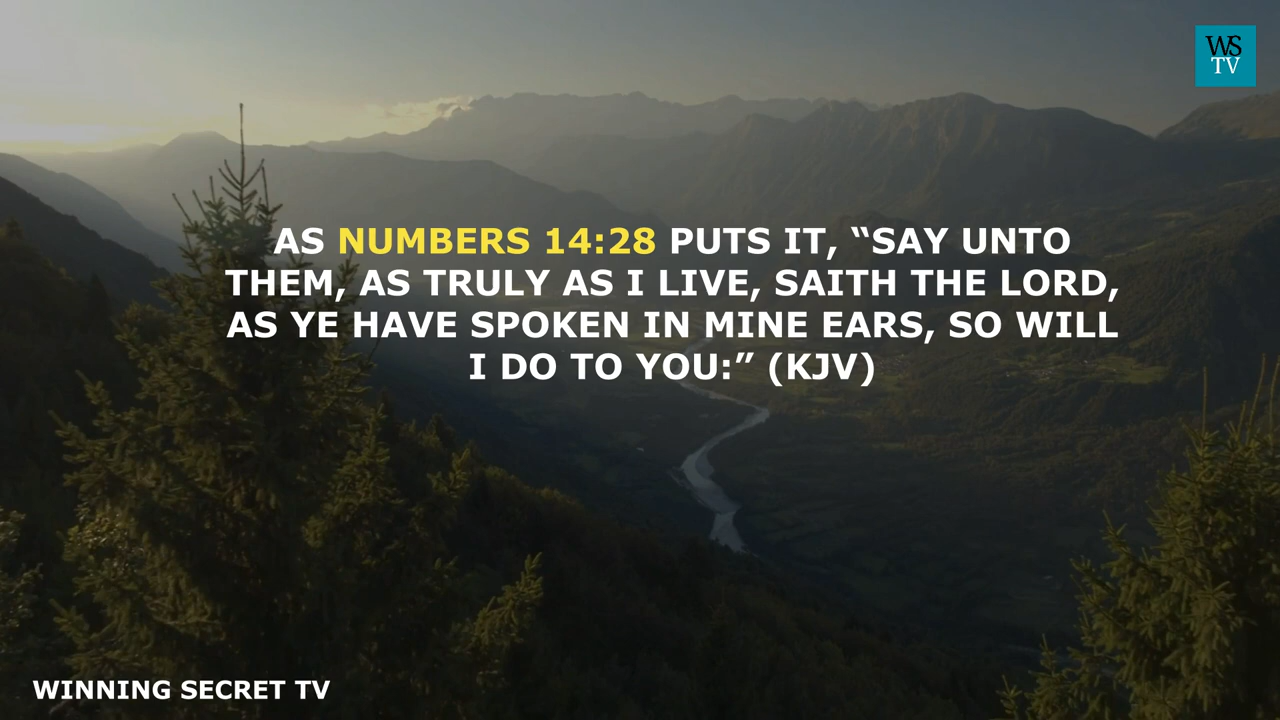 WS
TV
AS NUMBERS 14:28 PUTS IT, “SAY UNTO
THEM, AS TRULY AS I LIVE, SAITH THE LORD,
AS YE HAVE SPOKEN IN MINE EARS, SO WILL
I DO TO YOU:” (KJV)
WINNING SECRET TV